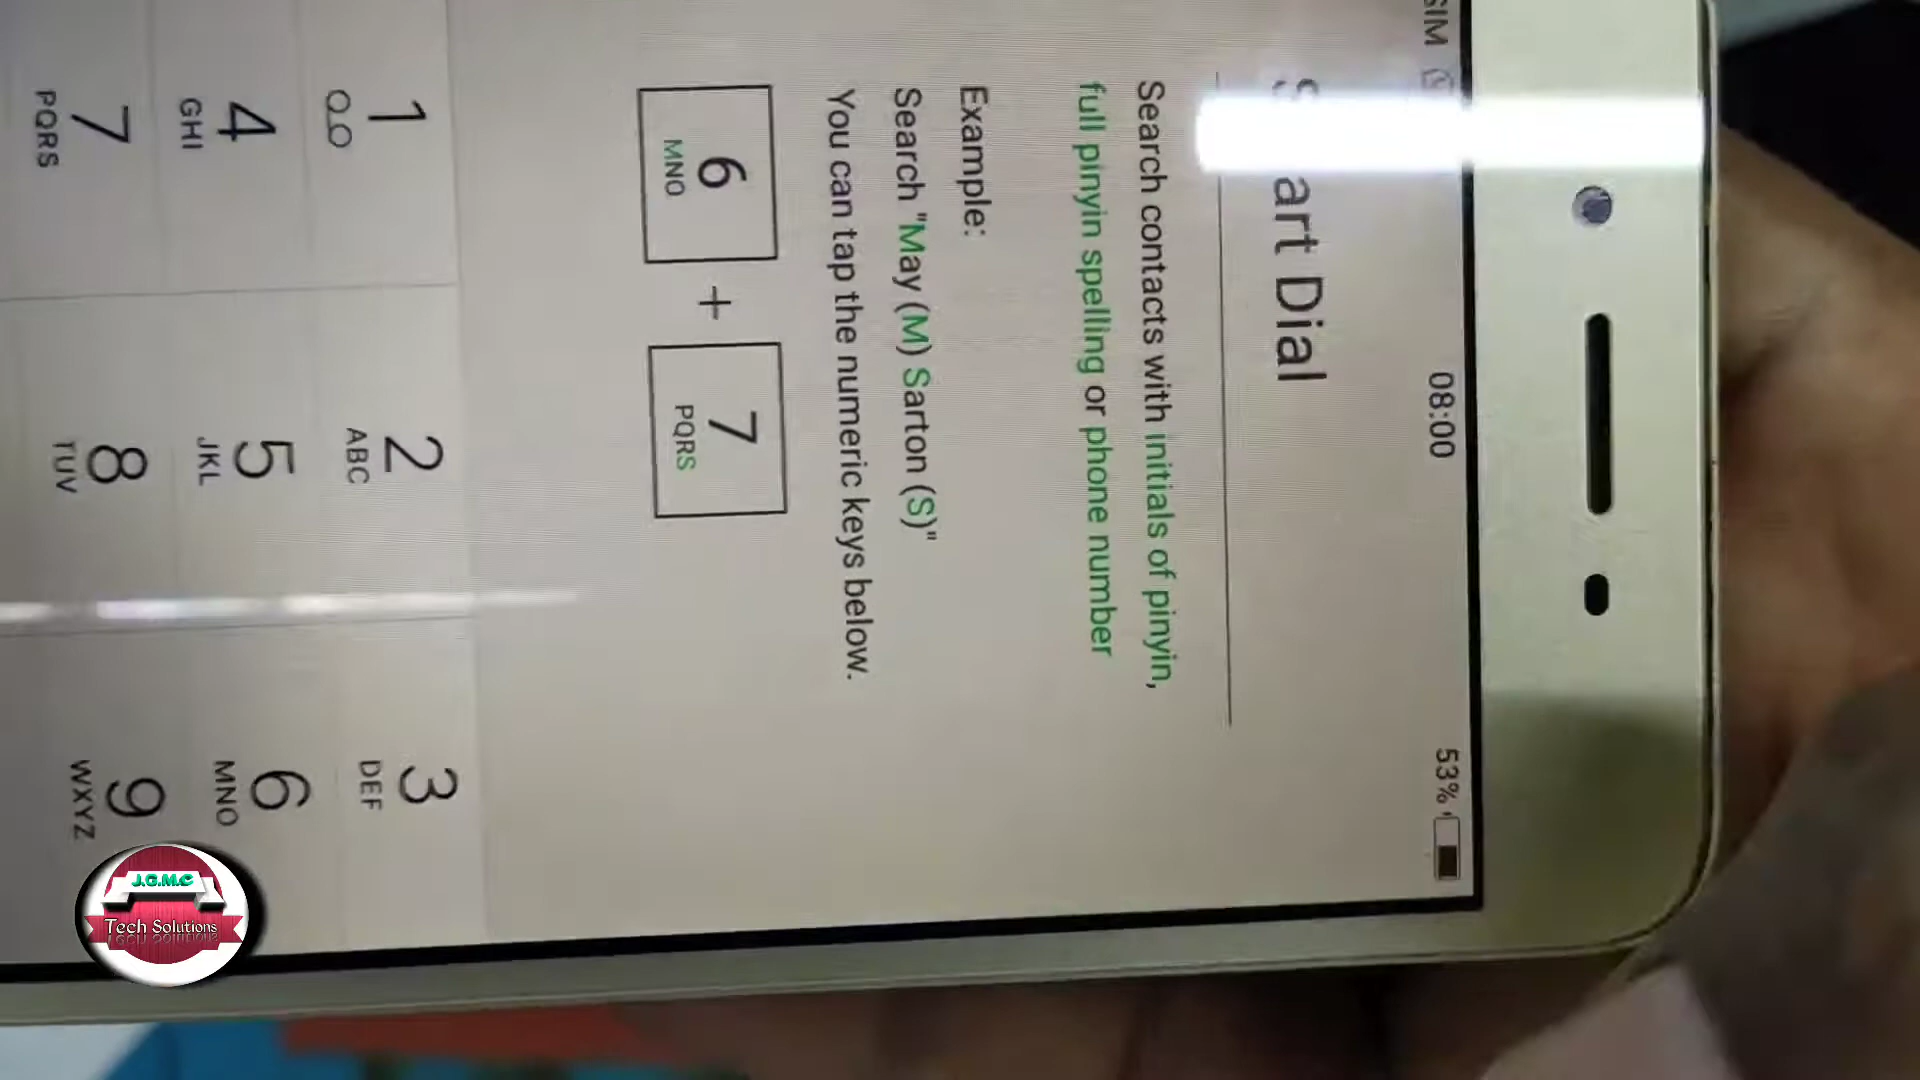 SIM
08:00
53%
art Dial
Search contacts with initials of pinyin,
full pinyin spelling or phone number
Example:
Search "May (M) Sarton (S)"
You can tap the numeric keys below.
6 + 7
MNO PQRS
1 2 3
ABC DEF
4 5 6
GHI JKL MNO
7 8 9
PQRS TUV WXYZ
J.G.M.C
Tech Solutions